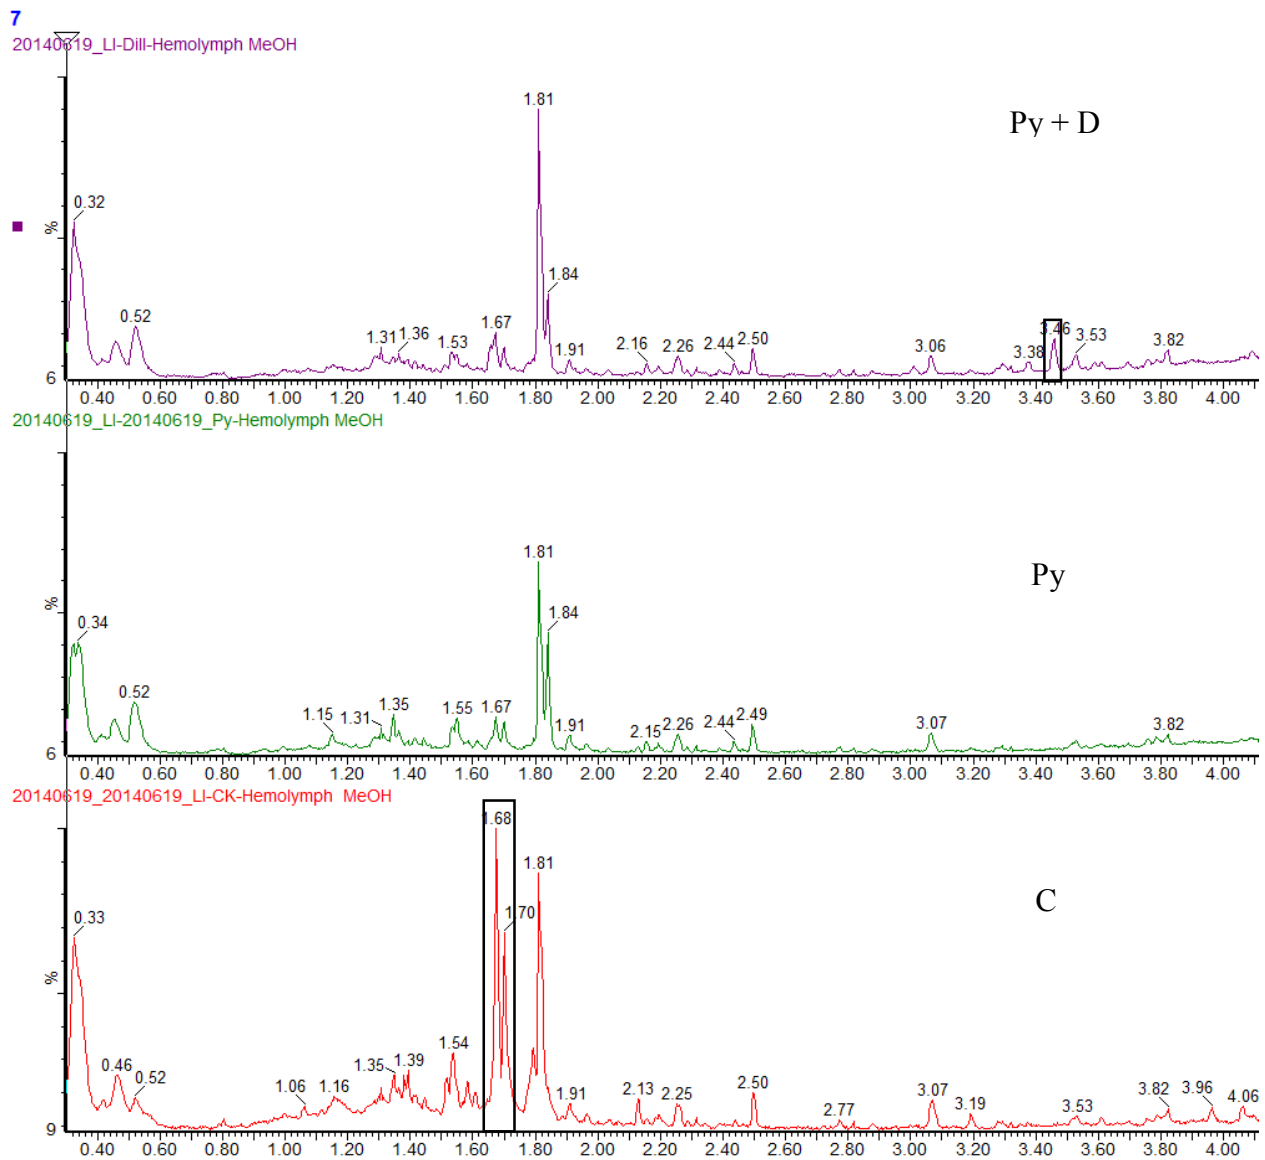 7
20140619_LI-Dill-Hemolymph MeOH
Py + D
%
6
0.32 0.52 1.31 1.36 1.53 1.67 1.81 1.84 1.91 2.16 2.26 2.44 2.50 3.06 3.38 3.46 3.53 3.82
0.40 0.60 0.80 1.00 1.20 1.40 1.60 1.80 2.00 2.20 2.40 2.60 2.80 3.00 3.20 3.40 3.60 3.80 4.00
20140619_LI-20140619_Py-Hemolymph MeOH
Py
%
6
0.34 0.52 1.15 1.31 1.35 1.55 1.67 1.81 1.84 1.91 2.15 2.26 2.44 2.49 3.07 3.82
0.40 0.60 0.80 1.00 1.20 1.40 1.60 1.80 2.00 2.20 2.40 2.60 2.80 3.00 3.20 3.40 3.60 3.80 4.00
20140619_20140619_LI-CK-Hemolymph MeOH
C
%
9
0.33 0.46 0.52 1.06 1.16 1.35 1.39 1.54 1.68 1.70 1.81 1.91 2.13 2.25 2.50 2.77 3.07 3.19 3.53 3.82 3.96 4.06
0.40 0.60 0.80 1.00 1.20 1.40 1.60 1.80 2.00 2.20 2.40 2.60 2.80 3.00 3.20 3.40 3.60 3.80 4.00